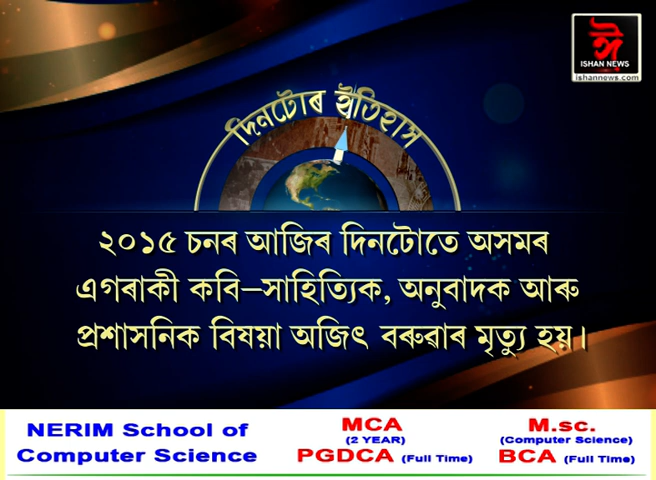 ঈ
ISHAN NEWS
ishannews.com
দিনটোৰ ইতিহাস
২০১৫ চনৰ আজিৰ দিনটোতে অসমৰ
এগৰাকী কবি–সাহিত্যিক, অনুবাদক আৰু
প্ৰশাসনিক বিষয়া অজিৎ বৰুৱাৰ মৃত্যু হয়।
NERIM School of
Computer Science
MCA
(2 YEAR)
PGDCA (Full Time)
M.sc.
(Computer Science)
BCA (Full Time)